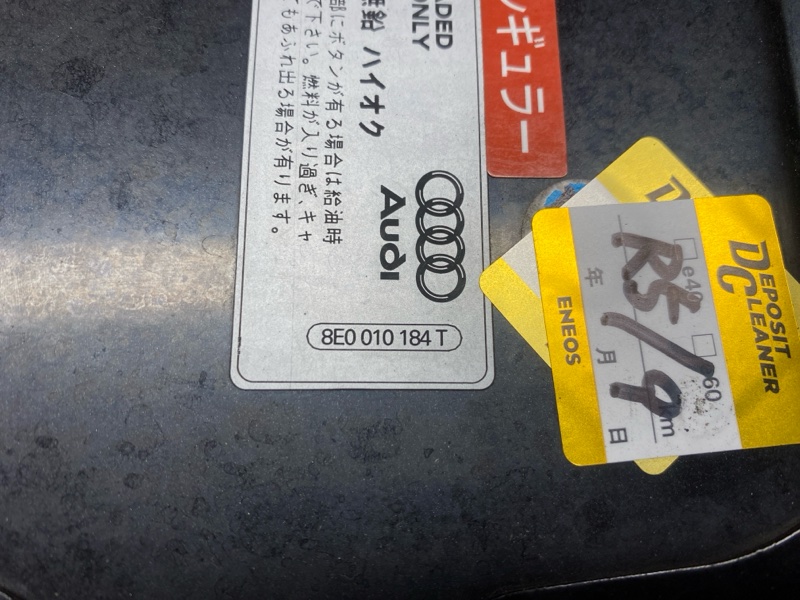 ギュラー
ADED
ONLY
無鉛 ハイオク
部にボタンが有る場合は給油時
で下さい。燃料が入り過ぎ、キャ
てもあふれ出る場合が有ります。
Audi
8E0 010 184 T
DEPOSIT
CLEANER
60
km
R5/9
年 月 日
ENEOS